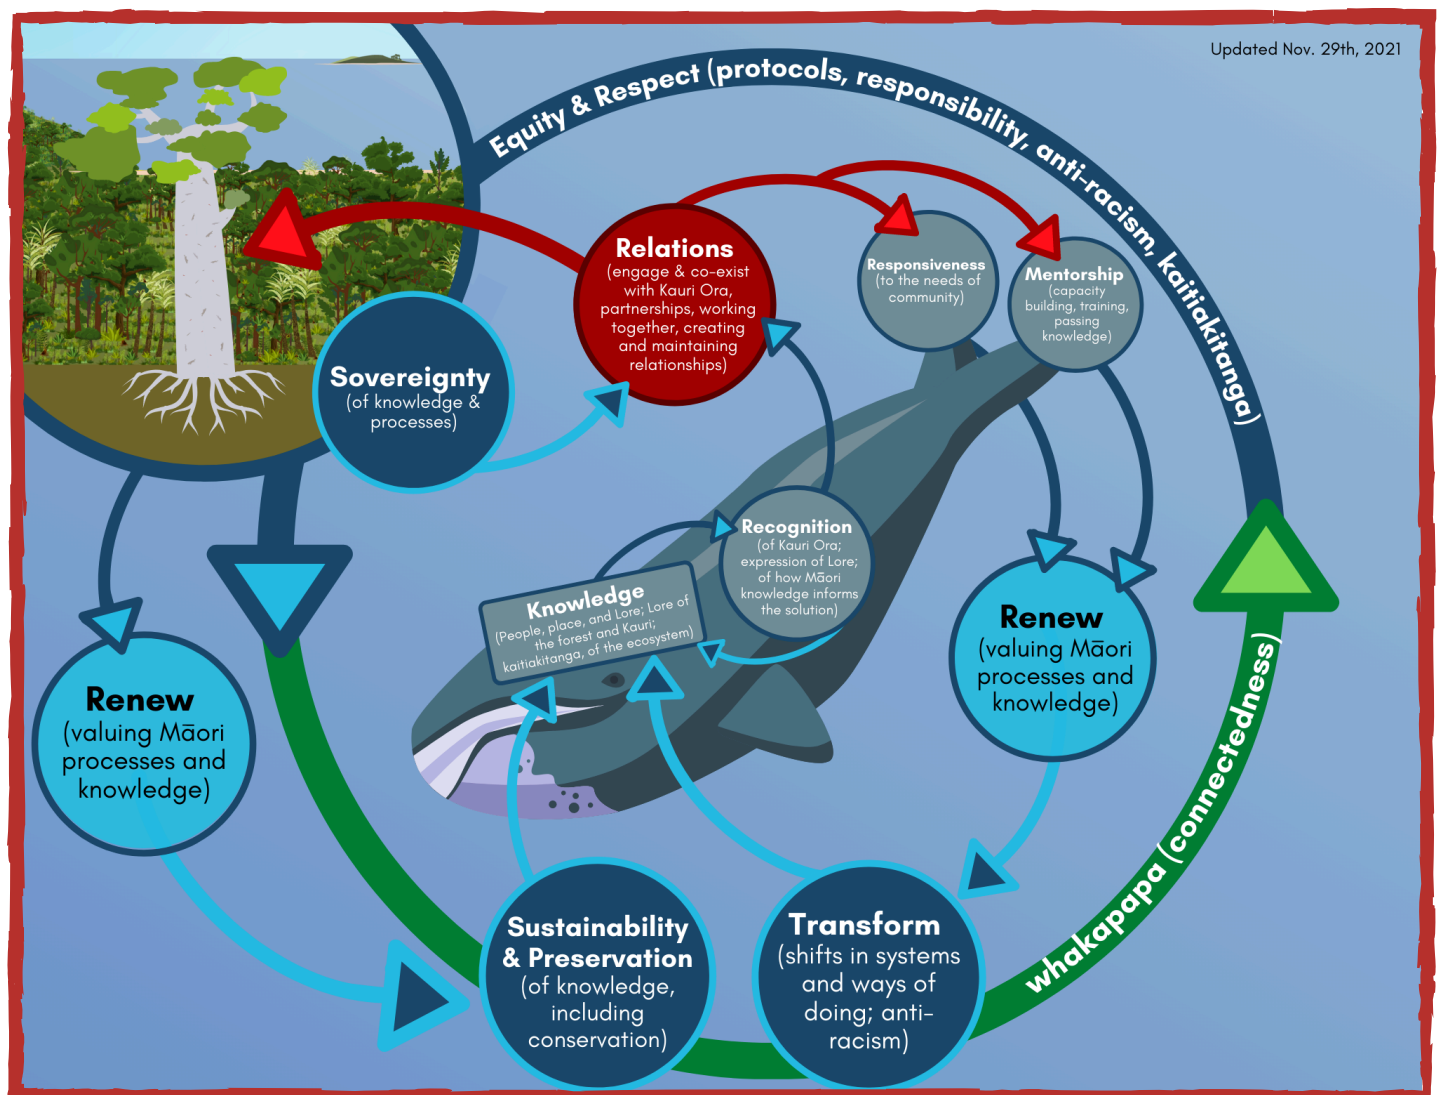 Updated Nov. 29th, 2021
Equity & Respect (protocols, responsibility, anti-racism, kaitiakitanga)
Relations
(engage & co-exist
with Kauri Ora,
partnerships, working
together, creating
and maintaining
relationships)
Responsiveness
(to the needs of
community)
Mentorship
(capacity
building, training,
passing
knowledge)
Sovereignty
(of knowledge &
processes)
Recognition
(of Kauri Ora;
expression of Lore;
of how Māori
knowledge informs
the solution)
Knowledge
(People, place, and Lore; Lore of
the forest and Kauri;
kaitiakitanga, of the ecosystem)
Renew
(valuing Māori
processes and
knowledge)
Renew
(valuing Māori
processes and
knowledge)
whakapapa (connectedness)
Sustainability
& Preservation
(of knowledge,
including
conservation)
Transform
(shifts in systems
and ways of
doing; anti-
racism)